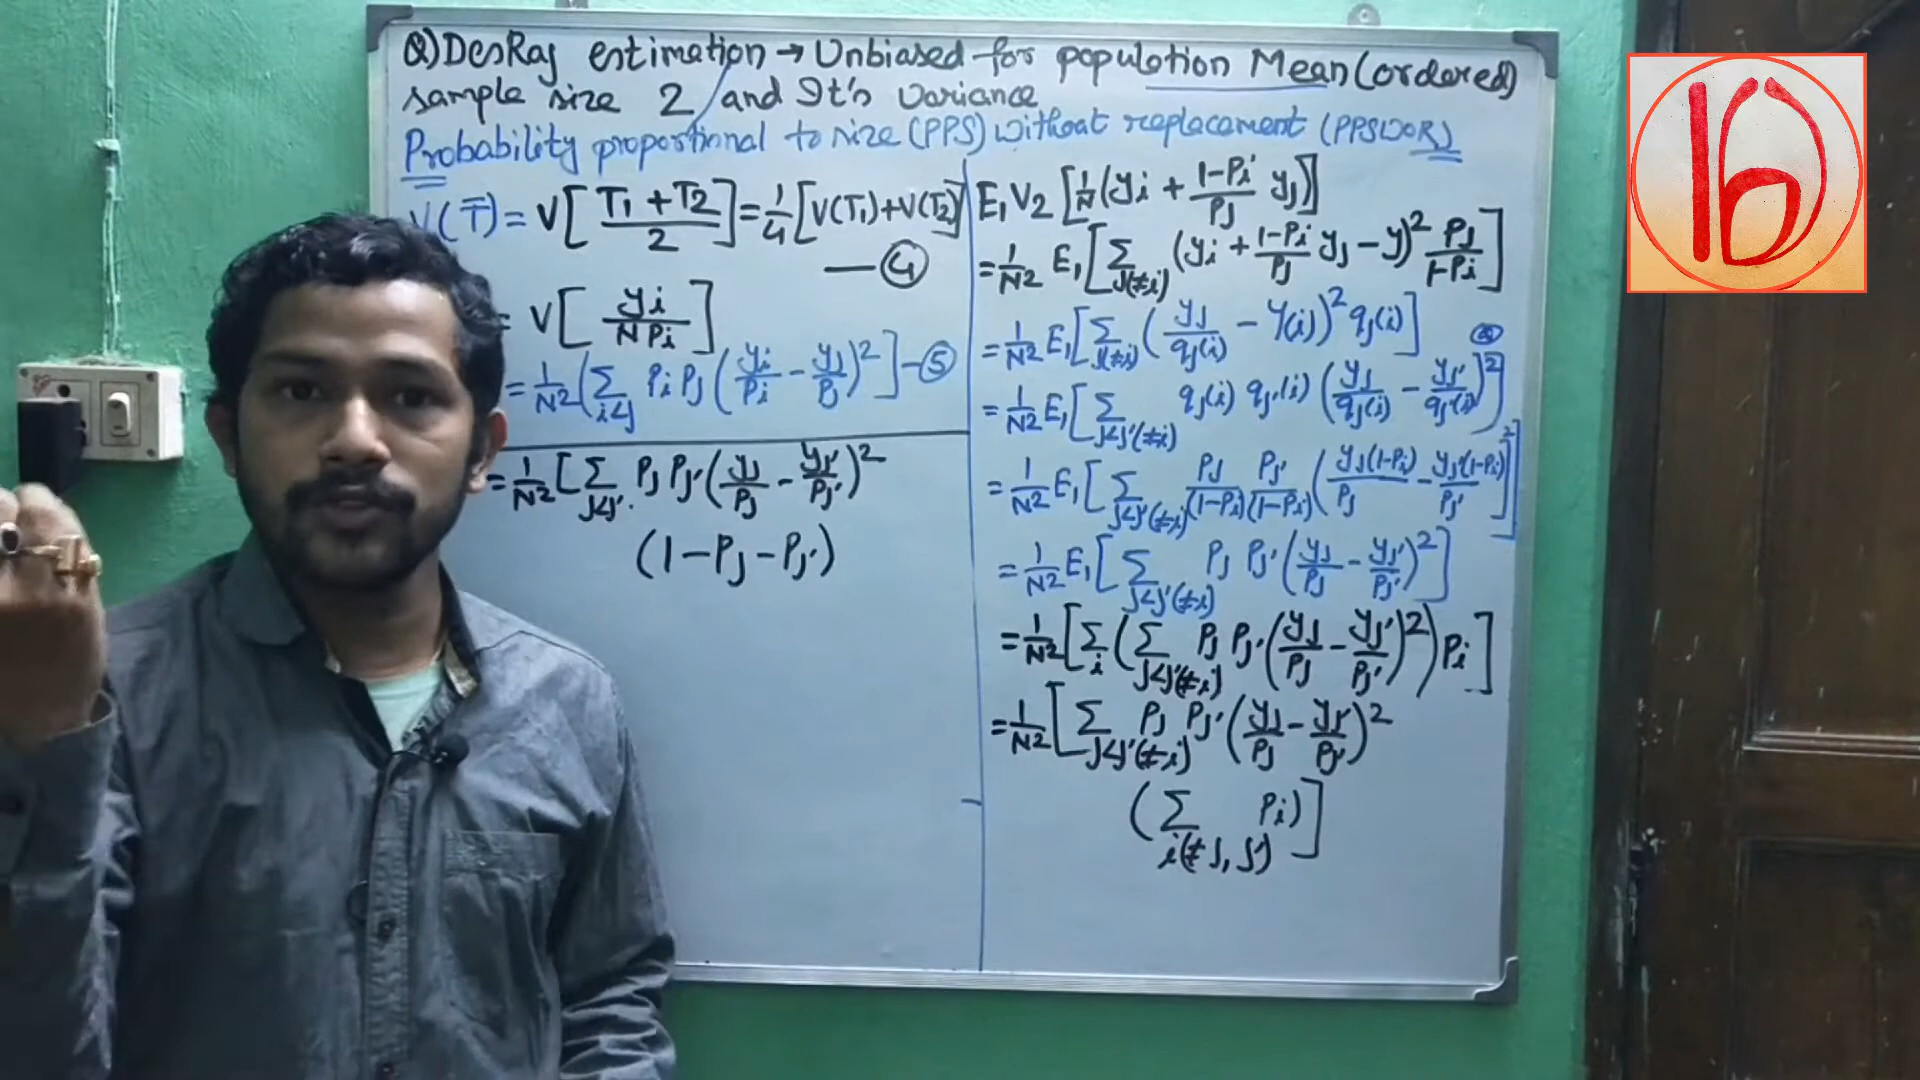 Q) DesRaj estimation → Unbiased for population Mean (ordered)
sample size 2 and It's variance
Probability proportional to size (PPS) without replacement (PPSWOR)
V(T̄) = V[(T₁ + T₂)/2] = 1/4 [V(T₁) + V(T₂)]
— ④
= V[yi/(N Pi)]
= 1/N² [∑_{i<j} Pi Pj (yi/Pi − yj/Pj)²] — ⑤
= 1/N² [∑_{j<j'} Pj Pj' (yj/Pj − yj'/Pj')²
(1 − Pj − Pj')
E₁ V₂ [1/N (yi + (1−Pi)/Pj yj)]
= 1/N² E₁ [∑_{j(≠i)} (yi + (1−Pi)/Pj yj − y)² Pj/(1−Pi)]
= 1/N² E₁ [∑_{j(≠i)} (yj/qj(i) − y(i))² qj(i)]
= 1/N² E₁ [∑_{j<j'(≠i)} qj(i) qj'(i) (yj/qj(i) − yj'/qj'(i))²]
= 1/N² E₁ [∑_{j<j'(≠i)} Pj/(1−Pi) Pj'/(1−Pi) (yj(1−Pi)/Pj − yj'(1−Pi)/Pj')²]
= 1/N² E₁ [∑_{j<j'(≠i)} Pj Pj' (yj/Pj − yj'/Pj')²]
= 1/N² [∑_i (∑_{j<j'(≠i)} Pj Pj' (yj/Pj − yj'/Pj')²) Pi]
= 1/N² [∑_{j<j'(≠i)} Pj Pj' (yj/Pj − yj'/Pj')²
(∑_{i(≠j, j')} Pi)]